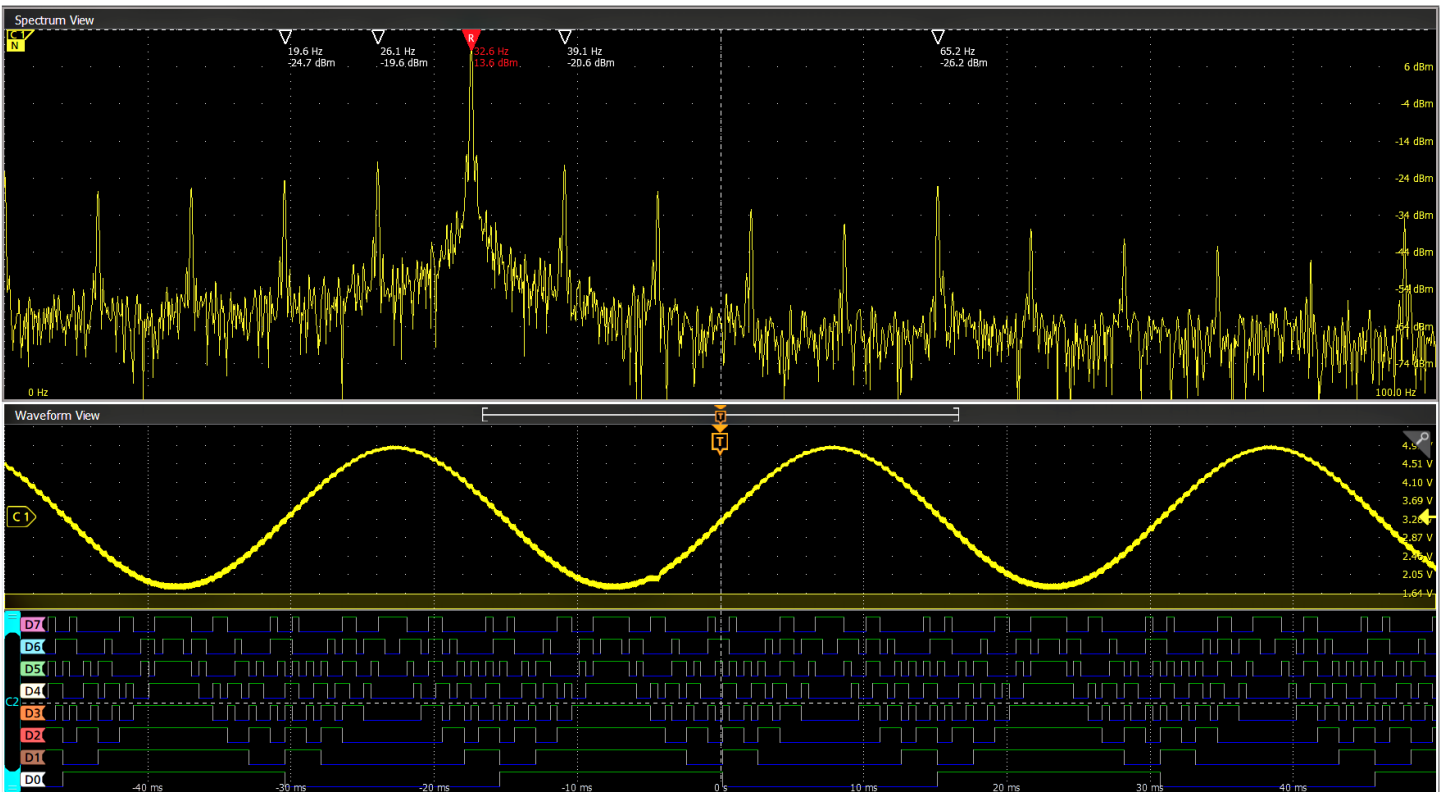 Spectrum View
C 1
N
R
19.6 Hz
-24.7 dBm
26.1 Hz
-19.6 dBm
32.6 Hz
13.6 dBm
39.1 Hz
-20.6 dBm
65.2 Hz
-26.2 dBm
6 dBm
-4 dBm
-14 dBm
-24 dBm
-34 dBm
-44 dBm
-54 dBm
-64 dBm
-74 dBm
0 Hz
100.0 Hz
Waveform View
T
T
4.51 V
4.10 V
3.69 V
C 1
2.87 V
2.05 V
1.64 V
D7
D6
D5
D4
C2
D3
D2
D1
D0
-40 ms
-30 ms
-20 ms
-10 ms
0 s
10 ms
20 ms
30 ms
40 ms